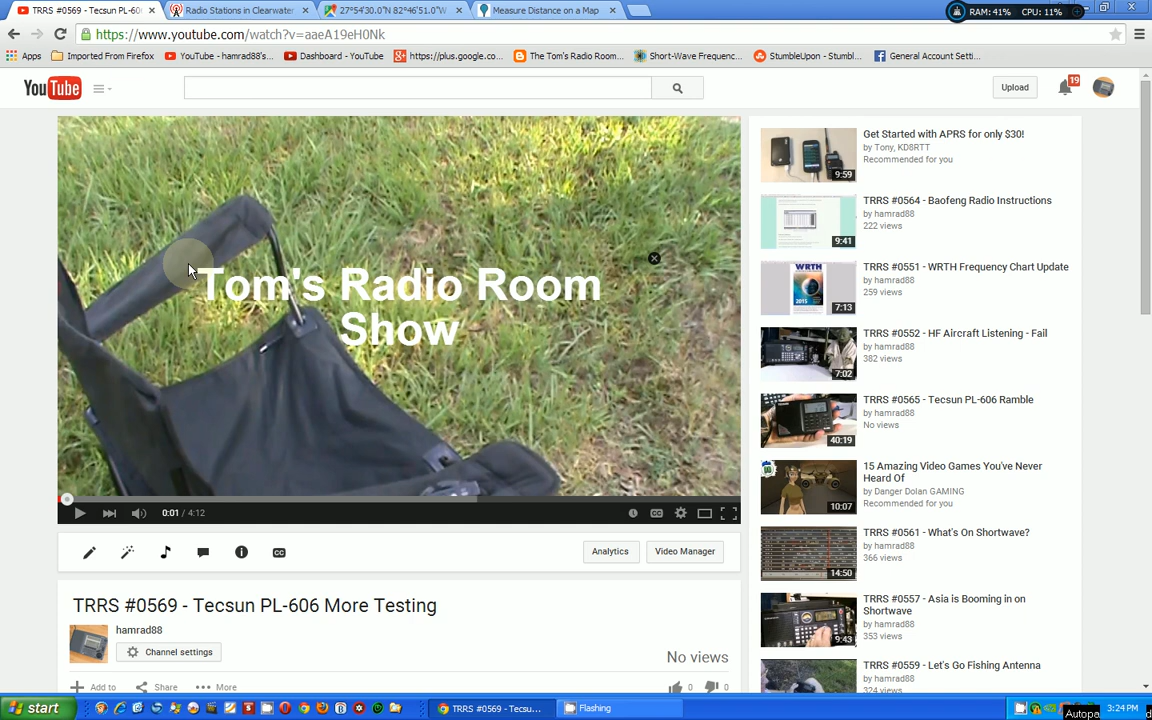 TRRS #0569 - Tecsun PL-60
Radio Stations in Clearwater
27°54'30.0"N 82°46'51.0"W
Measure Distance on a Map
RAM: 41% CPU: 11%
https://www.youtube.com/watch?v=aaeA19eH0Nk
Apps
Imported From Firefox
YouTube - hamrad88's...
Dashboard - YouTube
https://plus.google.co...
The Tom's Radio Room...
Short-Wave Frequenc...
StumbleUpon - Stumbl...
General Account Setti...
YouTube
Upload
19
Tom's Radio Room
Show
0:01 / 4:12
CC
CC
Analytics
Video Manager
TRRS #0569 - Tecsun PL-606 More Testing
hamrad88
Channel settings
No views
Add to
Share
More
0
0
Get Started with APRS for only $30!
by Tony, KD8RTT
Recommended for you
9:59
TRRS #0564 - Baofeng Radio Instructions
by hamrad88
222 views
9:41
TRRS #0551 - WRTH Frequency Chart Update
by hamrad88
259 views
WRTH
2015
7:13
TRRS #0552 - HF Aircraft Listening - Fail
by hamrad88
382 views
7:02
TRRS #0565 - Tecsun PL-606 Ramble
by hamrad88
No views
40:19
15 Amazing Video Games You've Never
Heard Of
by Danger Dolan GAMING
Recommended for you
10:07
TRRS #0561 - What's On Shortwave?
by hamrad88
366 views
14:50
TRRS #0557 - Asia is Booming in on
Shortwave
by hamrad88
353 views
9:43
TRRS #0559 - Let's Go Fishing Antenna
by hamrad88
324 views
start
TRRS #0569 - Tecsu...
Flashing
Autopa
3:24 PM